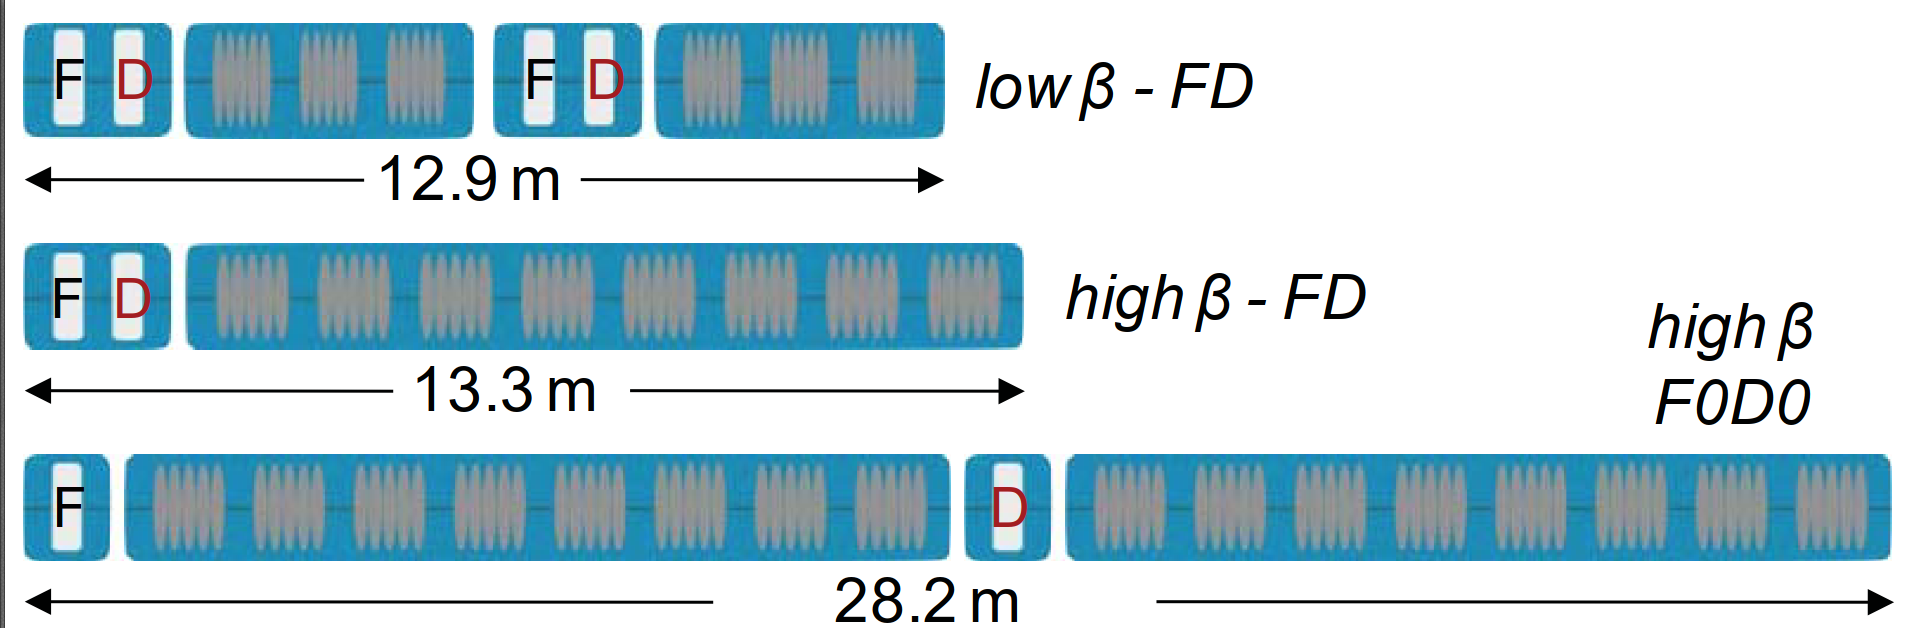 F D F D low β - FD
12.9 m
F D high β - FD
13.3 m
high β
F0D0
F D
28.2 m